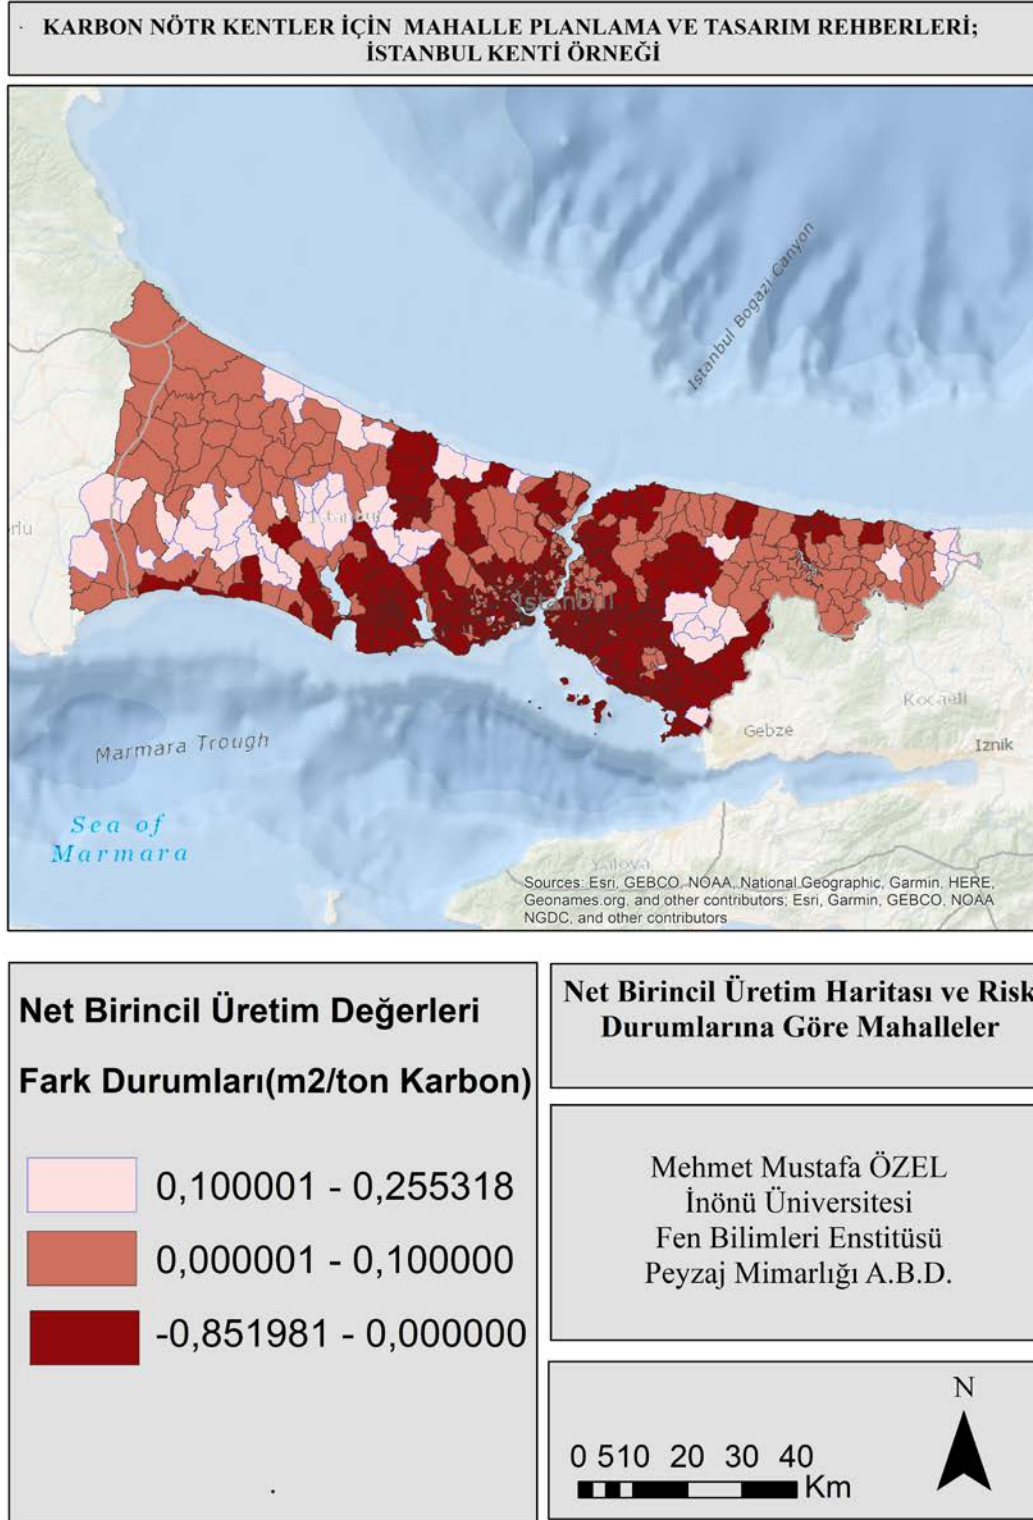 KARBON NÖTR KENTLER İÇİN MAHALLE PLANLAMA VE TASARIM REHBERLERİ;
İSTANBUL KENTİ ÖRNEĞİ
Istanbul Bogazi Canyon
Istanbul
Istanbul
Kocaeli
Gebze
Iznik
Marmara Trough
Sea of
Marmara
Yalova
Sources: Esri, GEBCO, NOAA, National Geographic, Garmin, HERE,
Geonames.org, and other contributors; Esri, Garmin, GEBCO, NOAA
NGDC, and other contributors
Net Birincil Üretim Değerleri
Fark Durumları(m2/ton Karbon)
0,100001 - 0,255318
0,000001 - 0,100000
-0,851981 - 0,000000
Net Birincil Üretim Haritası ve Risk
Durumlarına Göre Mahalleler
Mehmet Mustafa ÖZEL
İnönü Üniversitesi
Fen Bilimleri Enstitüsü
Peyzaj Mimarlığı A.B.D.
N
0 510 20 30 40
Km